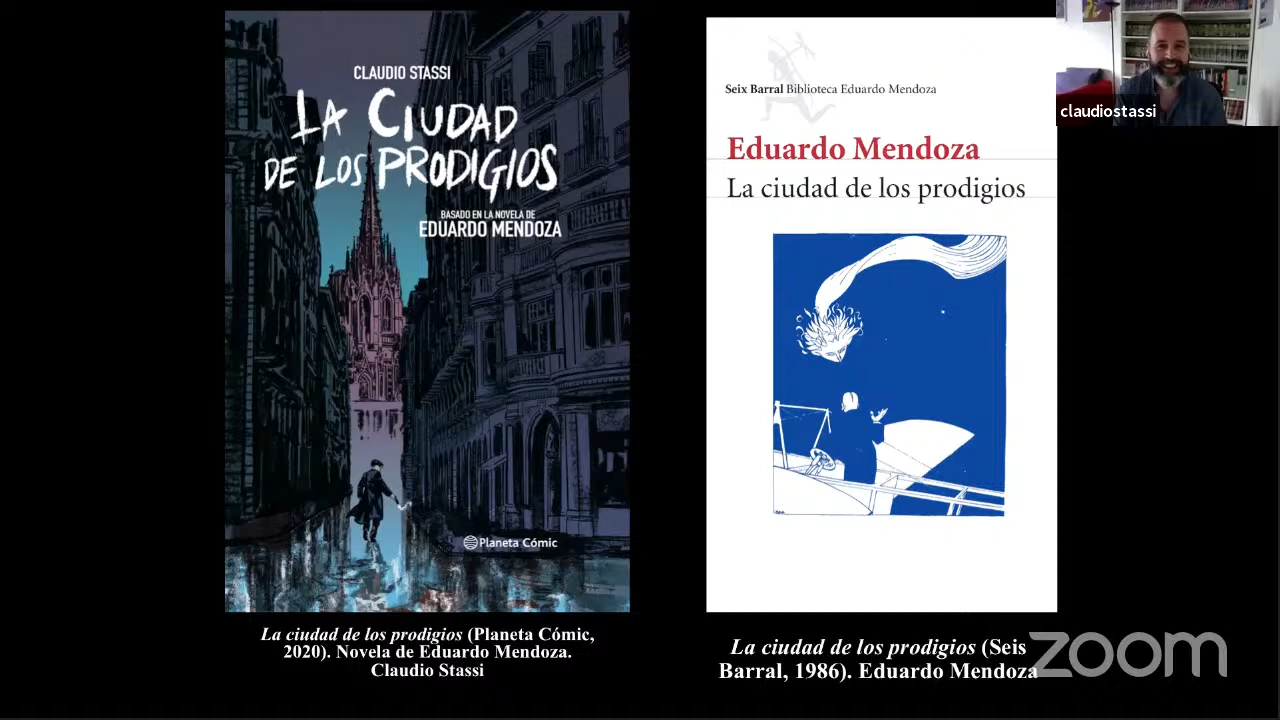 CLAUDIO STASSI
LA CIUDAD
DE LOS PRODIGIOS
BASADO EN LA NOVELA DE
EDUARDO MENDOZA
Planeta Cómic
La ciudad de los prodigios (Planeta Cómic,
2020). Novela de Eduardo Mendoza.
Claudio Stassi
Seix Barral Biblioteca Eduardo Mendoza
Eduardo Mendoza
La ciudad de los prodigios
La ciudad de los prodigios (Seis
Barral, 1986). Eduardo Mendoza
claudiostassi
zoom